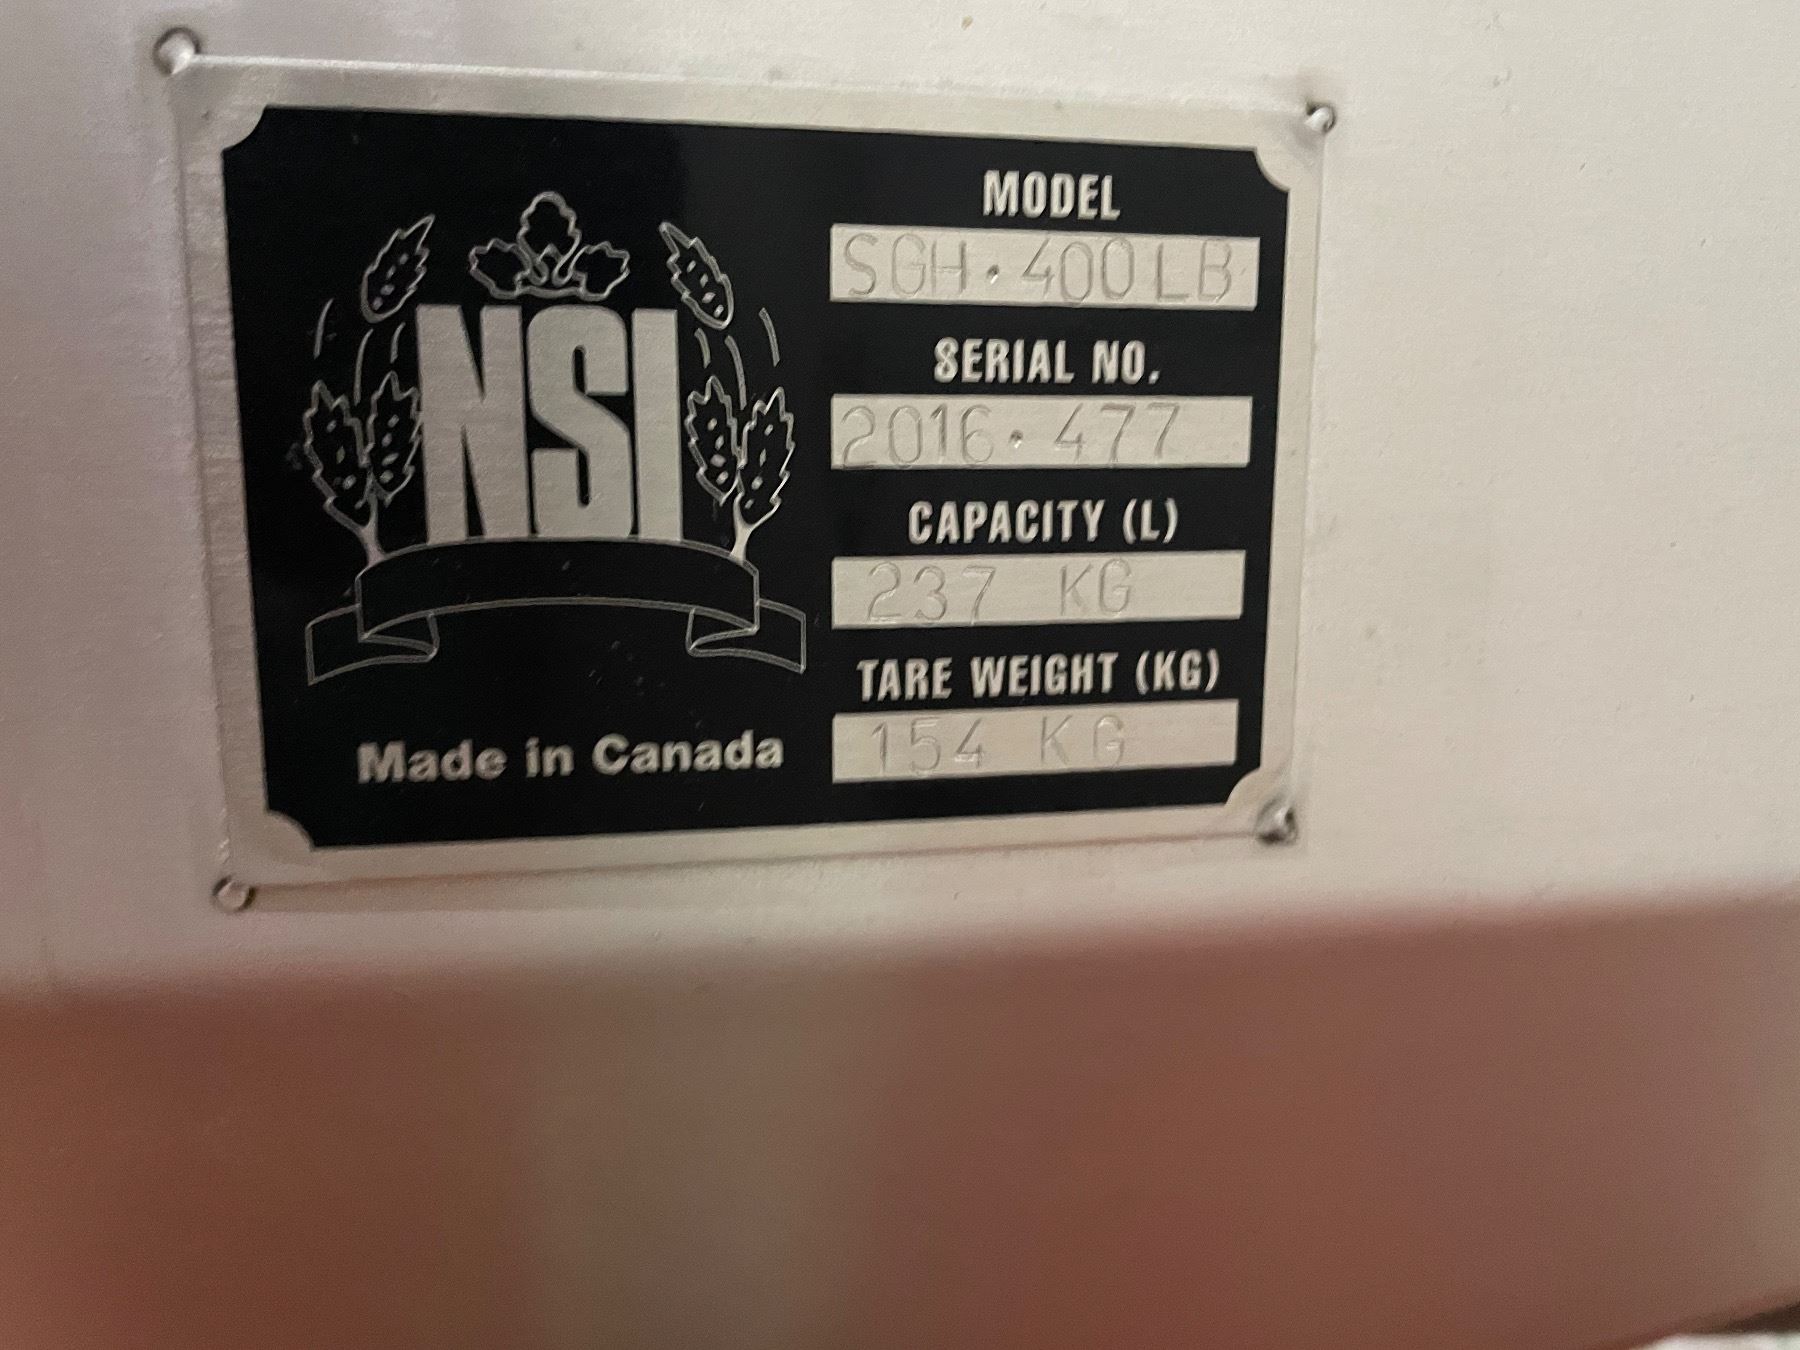 NSI
Made in Canada
MODEL
SGH·400LB
SERIAL NO.
2016·477
CAPACITY (L)
237 KG
TARE WEIGHT (KG)
154 KG